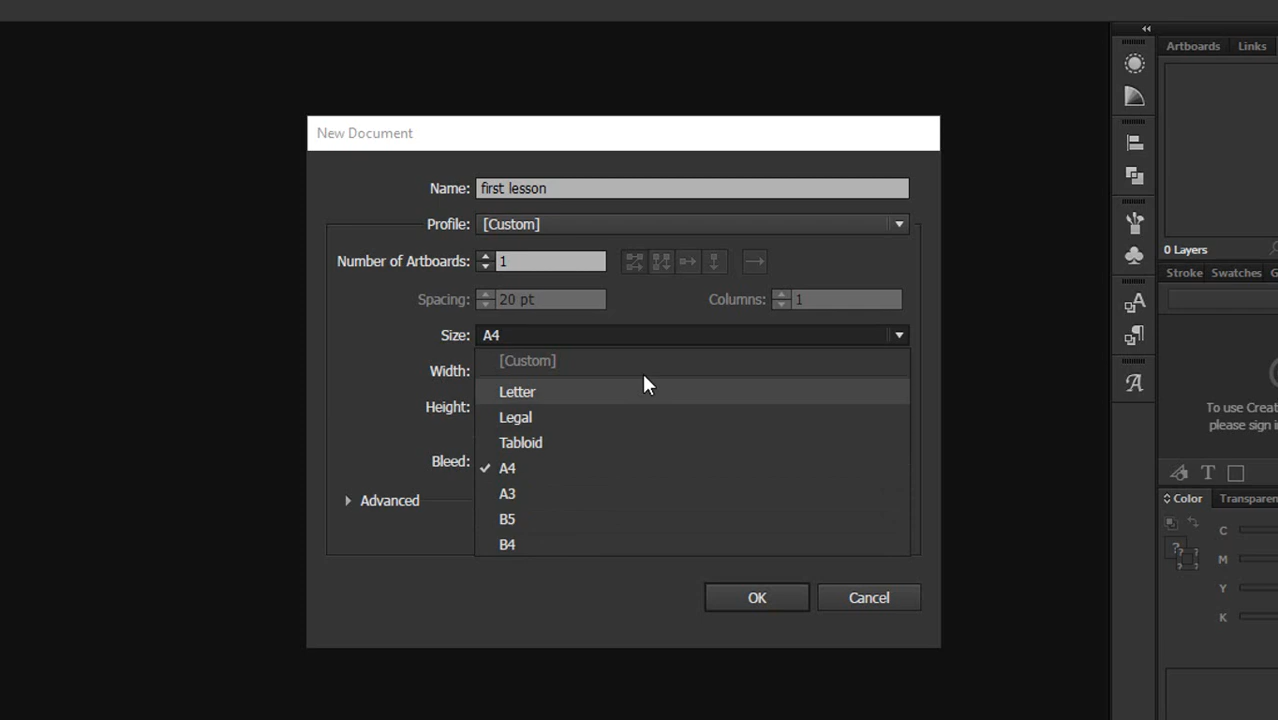 Artboards Links
New Document
Name: first lesson
Profile: [Custom]
Number of Artboards: 1
0 Layers
Stroke Swatches
Spacing: 20 pt Columns: 1
Size: A4
[Custom]
Width:
Letter
Height:
To use Creat
please sign i
Legal
Tabloid
Bleed:
A4
A3
Advanced
Color Transparen
B5
C
B4
M
Y
OK Cancel
K